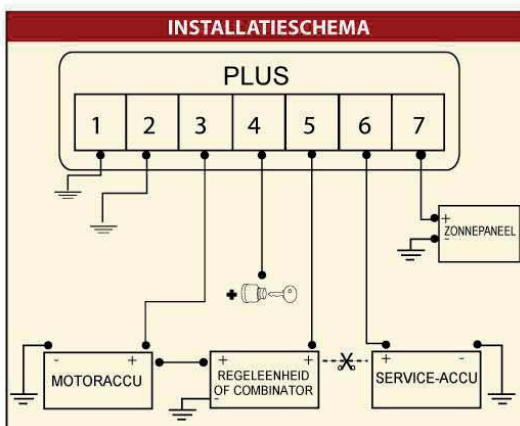 INSTALLATIESCHEMA
PLUS
1 2 3 4 5 6 7
+
-
ZONNEPANEEL
+
- +
MOTORACCU
+ +
-
REGELEENHEID
OF COMBINATOR
+ -
SERVICE-ACCU